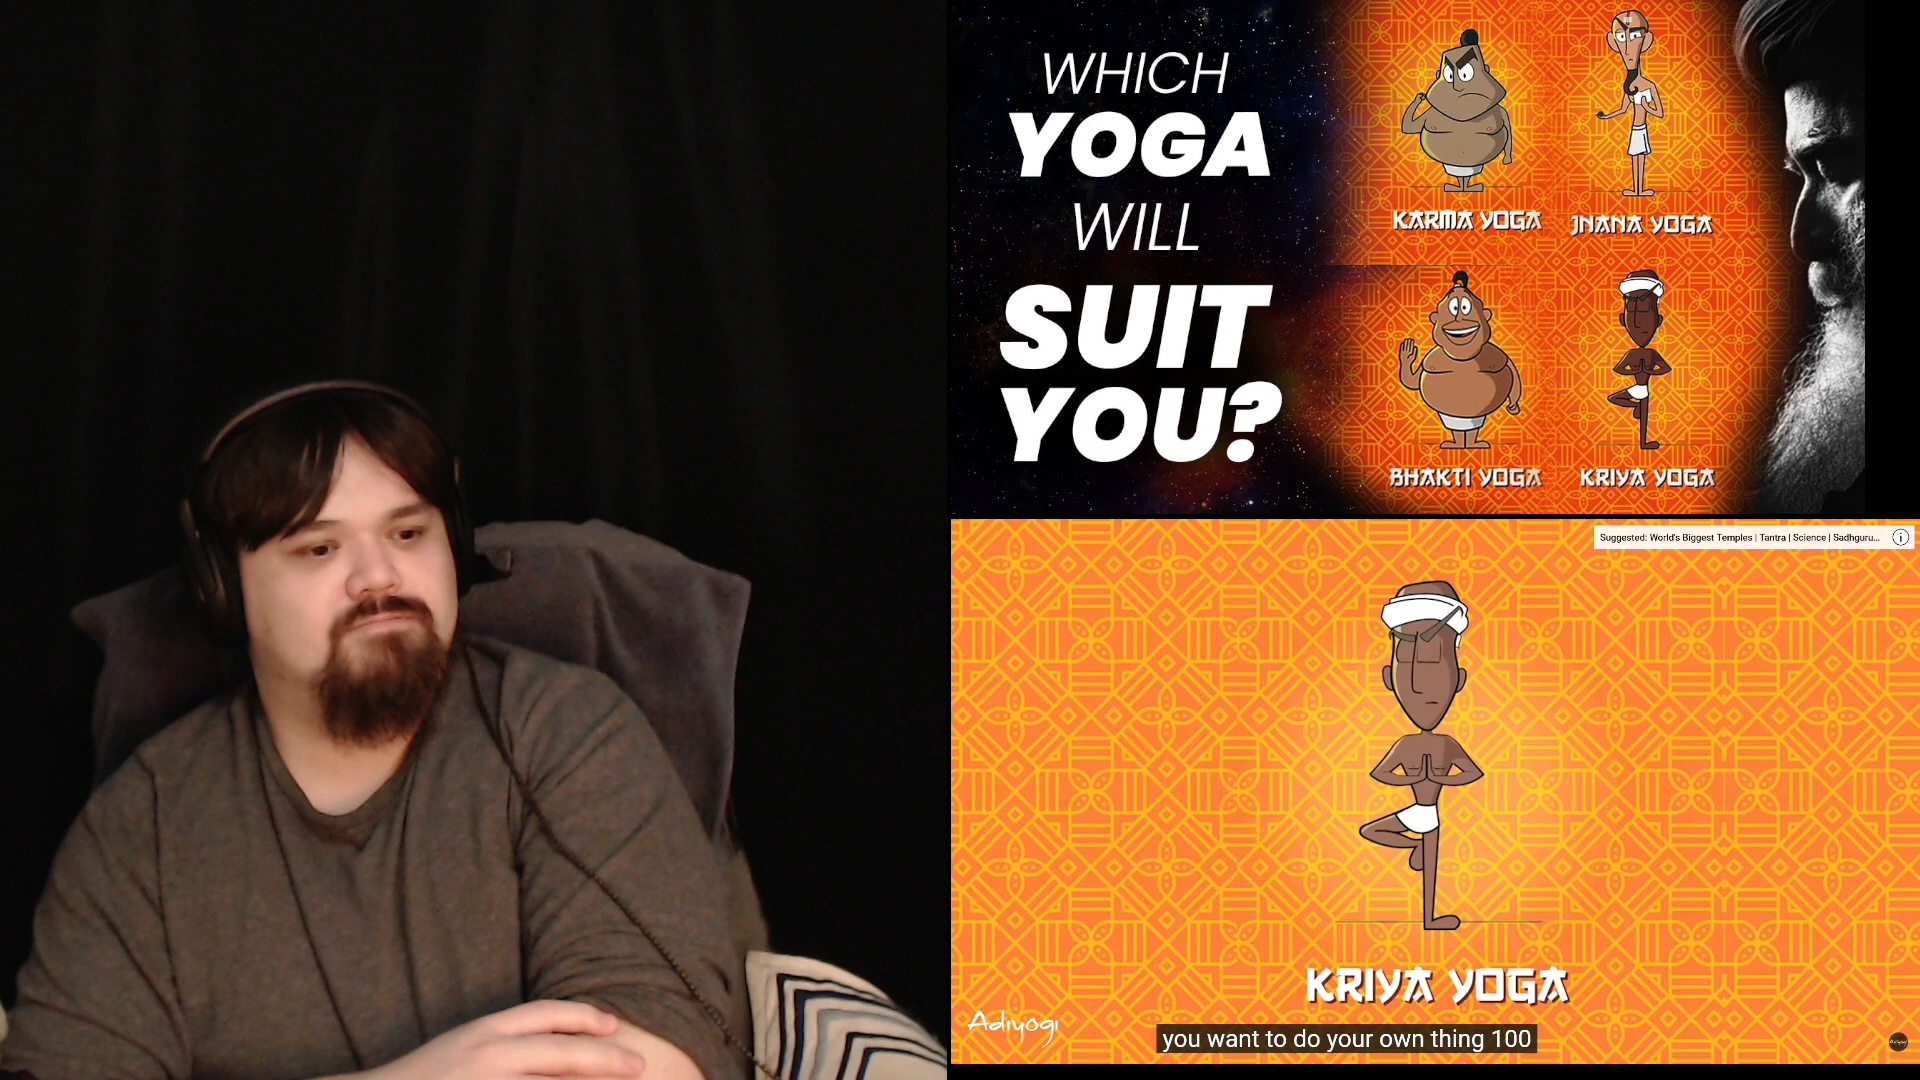 WHICH
YOGA
WILL
SUIT
YOU?
KARMA YOGA
JNANA YOGA
BHAKTI YOGA
KRIYA YOGA
Suggested: World's Biggest Temples | Tantra | Science | Sadhguru...
KRIYA YOGA
Adiyogi
you want to do your own thing 100